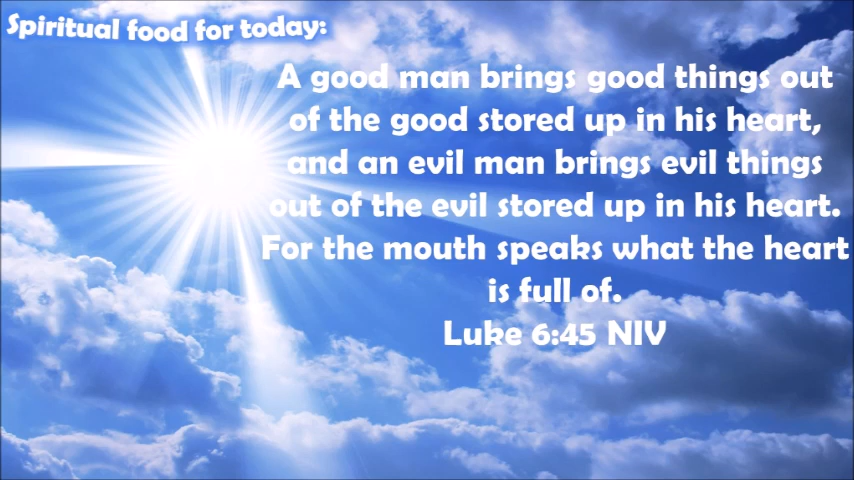 Spiritual food for today:
A good man brings good things out
of the good stored up in his heart,
and an evil man brings evil things
out of the evil stored up in his heart.
For the mouth speaks what the heart
is full of.
Luke 6:45 NIV